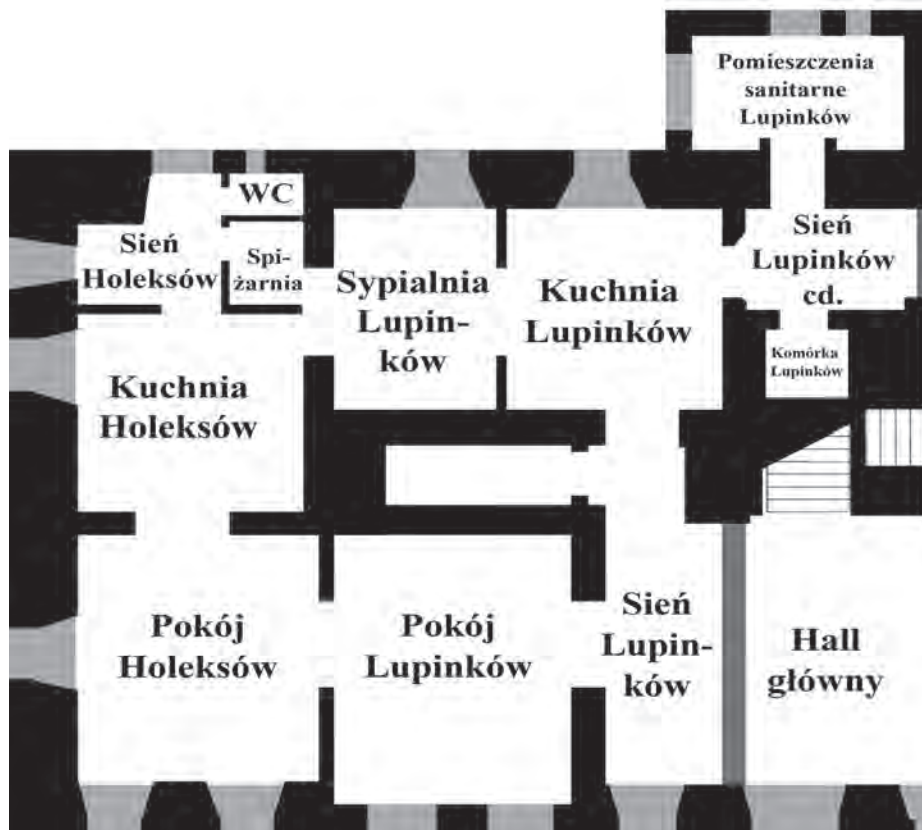 Pomieszczenia
sanitarne
Lupinków
WC
Sień
Holeksów
Spi-
żarnia
Sypialnia
Lupin-
ków
Kuchnia
Lupinków
Sień
Lupinków
cd.
Komórka
Lupinków
Kuchnia
Holeksów
Pokój
Holeksów
Pokój
Lupinków
Sień
Lupin-
ków
Hall
główny